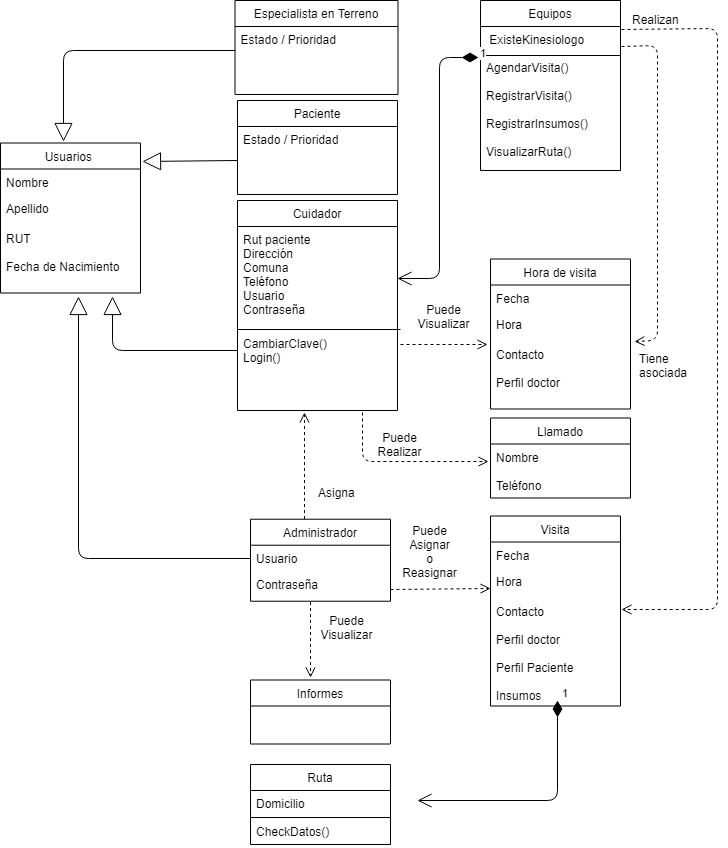 Especialista en Terreno
Estado / Prioridad
Equipos
ExisteKinesiologo
1
AgendarVisita()
RegistrarVisita()
RegistrarInsumos()
VisualizarRuta()
Realizan
Paciente
Estado / Prioridad
Usuarios
Nombre
Apellido
RUT
Fecha de Nacimiento
Cuidador
Rut paciente
Dirección
Comuna
Teléfono
Usuario
Contraseña
CambiarClave()
Login()
Puede
Visualizar
Hora de visita
Fecha
Hora
Contacto
Perfil doctor
Tiene
asociada
Puede
Realizar
Llamado
Nombre
Teléfono
Asigna
Administrador
Usuario
Contraseña
Puede
Asignar
o
Reasignar
Visita
Fecha
Hora
Contacto
Perfil doctor
Perfil Paciente
Insumos
1
Puede
Visualizar
Informes
Ruta
Domicilio
CheckDatos()